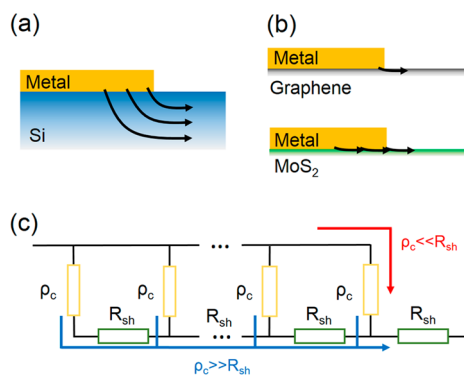 (a)
Metal
Si
(b)
Metal
Graphene
Metal
MoS₂
(c)
...
ρc<<Rsh
ρc
ρc
ρc
ρc
Rsh
Rsh
Rsh
Rsh
...
ρc>>Rsh